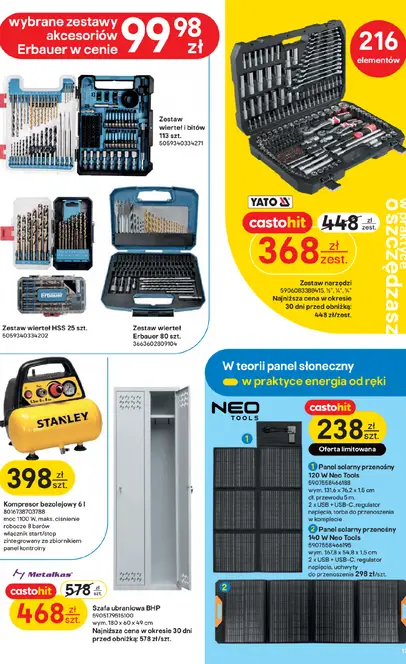 wybrane zestawy
akcesoriów
Erbauer w cenie
99 98 zł
Zestaw
wierteł i bitów
113 szt.
5059340334271
Erbauer
Zestaw wierteł HSS 25 szt.
5059340334202
Zestaw wierteł
Erbauer 80 szt.
3663602809104
216
elementów
YATO
castohit
448 zł zest.
368 zł zest.
w praktyce
oszczędzasz
Zestaw narzędzi
5906083388415, ½", ¼", ⅜"
Najniższa cena w okresie
30 dni przed obniżką:
448 zł/zest.
STANLEY
398 zł szt.
Kompresor bezolejowy 6 l
8016738703788
moc 1100 W, maks. ciśnienie
robocze 8 barów
włącznik start/stop
zintegrowany ze zbiornikiem
panel kontrolny
Metalkas
castohit
578 zł szt.
468 zł szt.
Szafa ubraniowa BHP
5905179515100
wym. 180 x 60 x 49 cm
Najniższa cena w okresie 30 dni
przed obniżką: 578 zł/szt.
W teorii panel słoneczny
w praktyce energia od ręki
NEO
TOOLS
castohit
238 zł szt.
Oferta limitowana
1 Panel solarny przenośny
120 W Neo Tools
5907558466188
wym. 131,6 x 76,2 x 1,5 cm
dł. przewodu 5 m,
2 x USB + USB-C, regulator
napięcia, torba do przenoszenia
w komplecie
2 Panel solarny przenośny
140 W Neo Tools
5907558466195
wym. 167,8 x 54,8 x 1,5 cm
2 x USB + USB-C, regulator
napięcia, uchwyty
do przenoszenia 298 zł/szt.
1
2